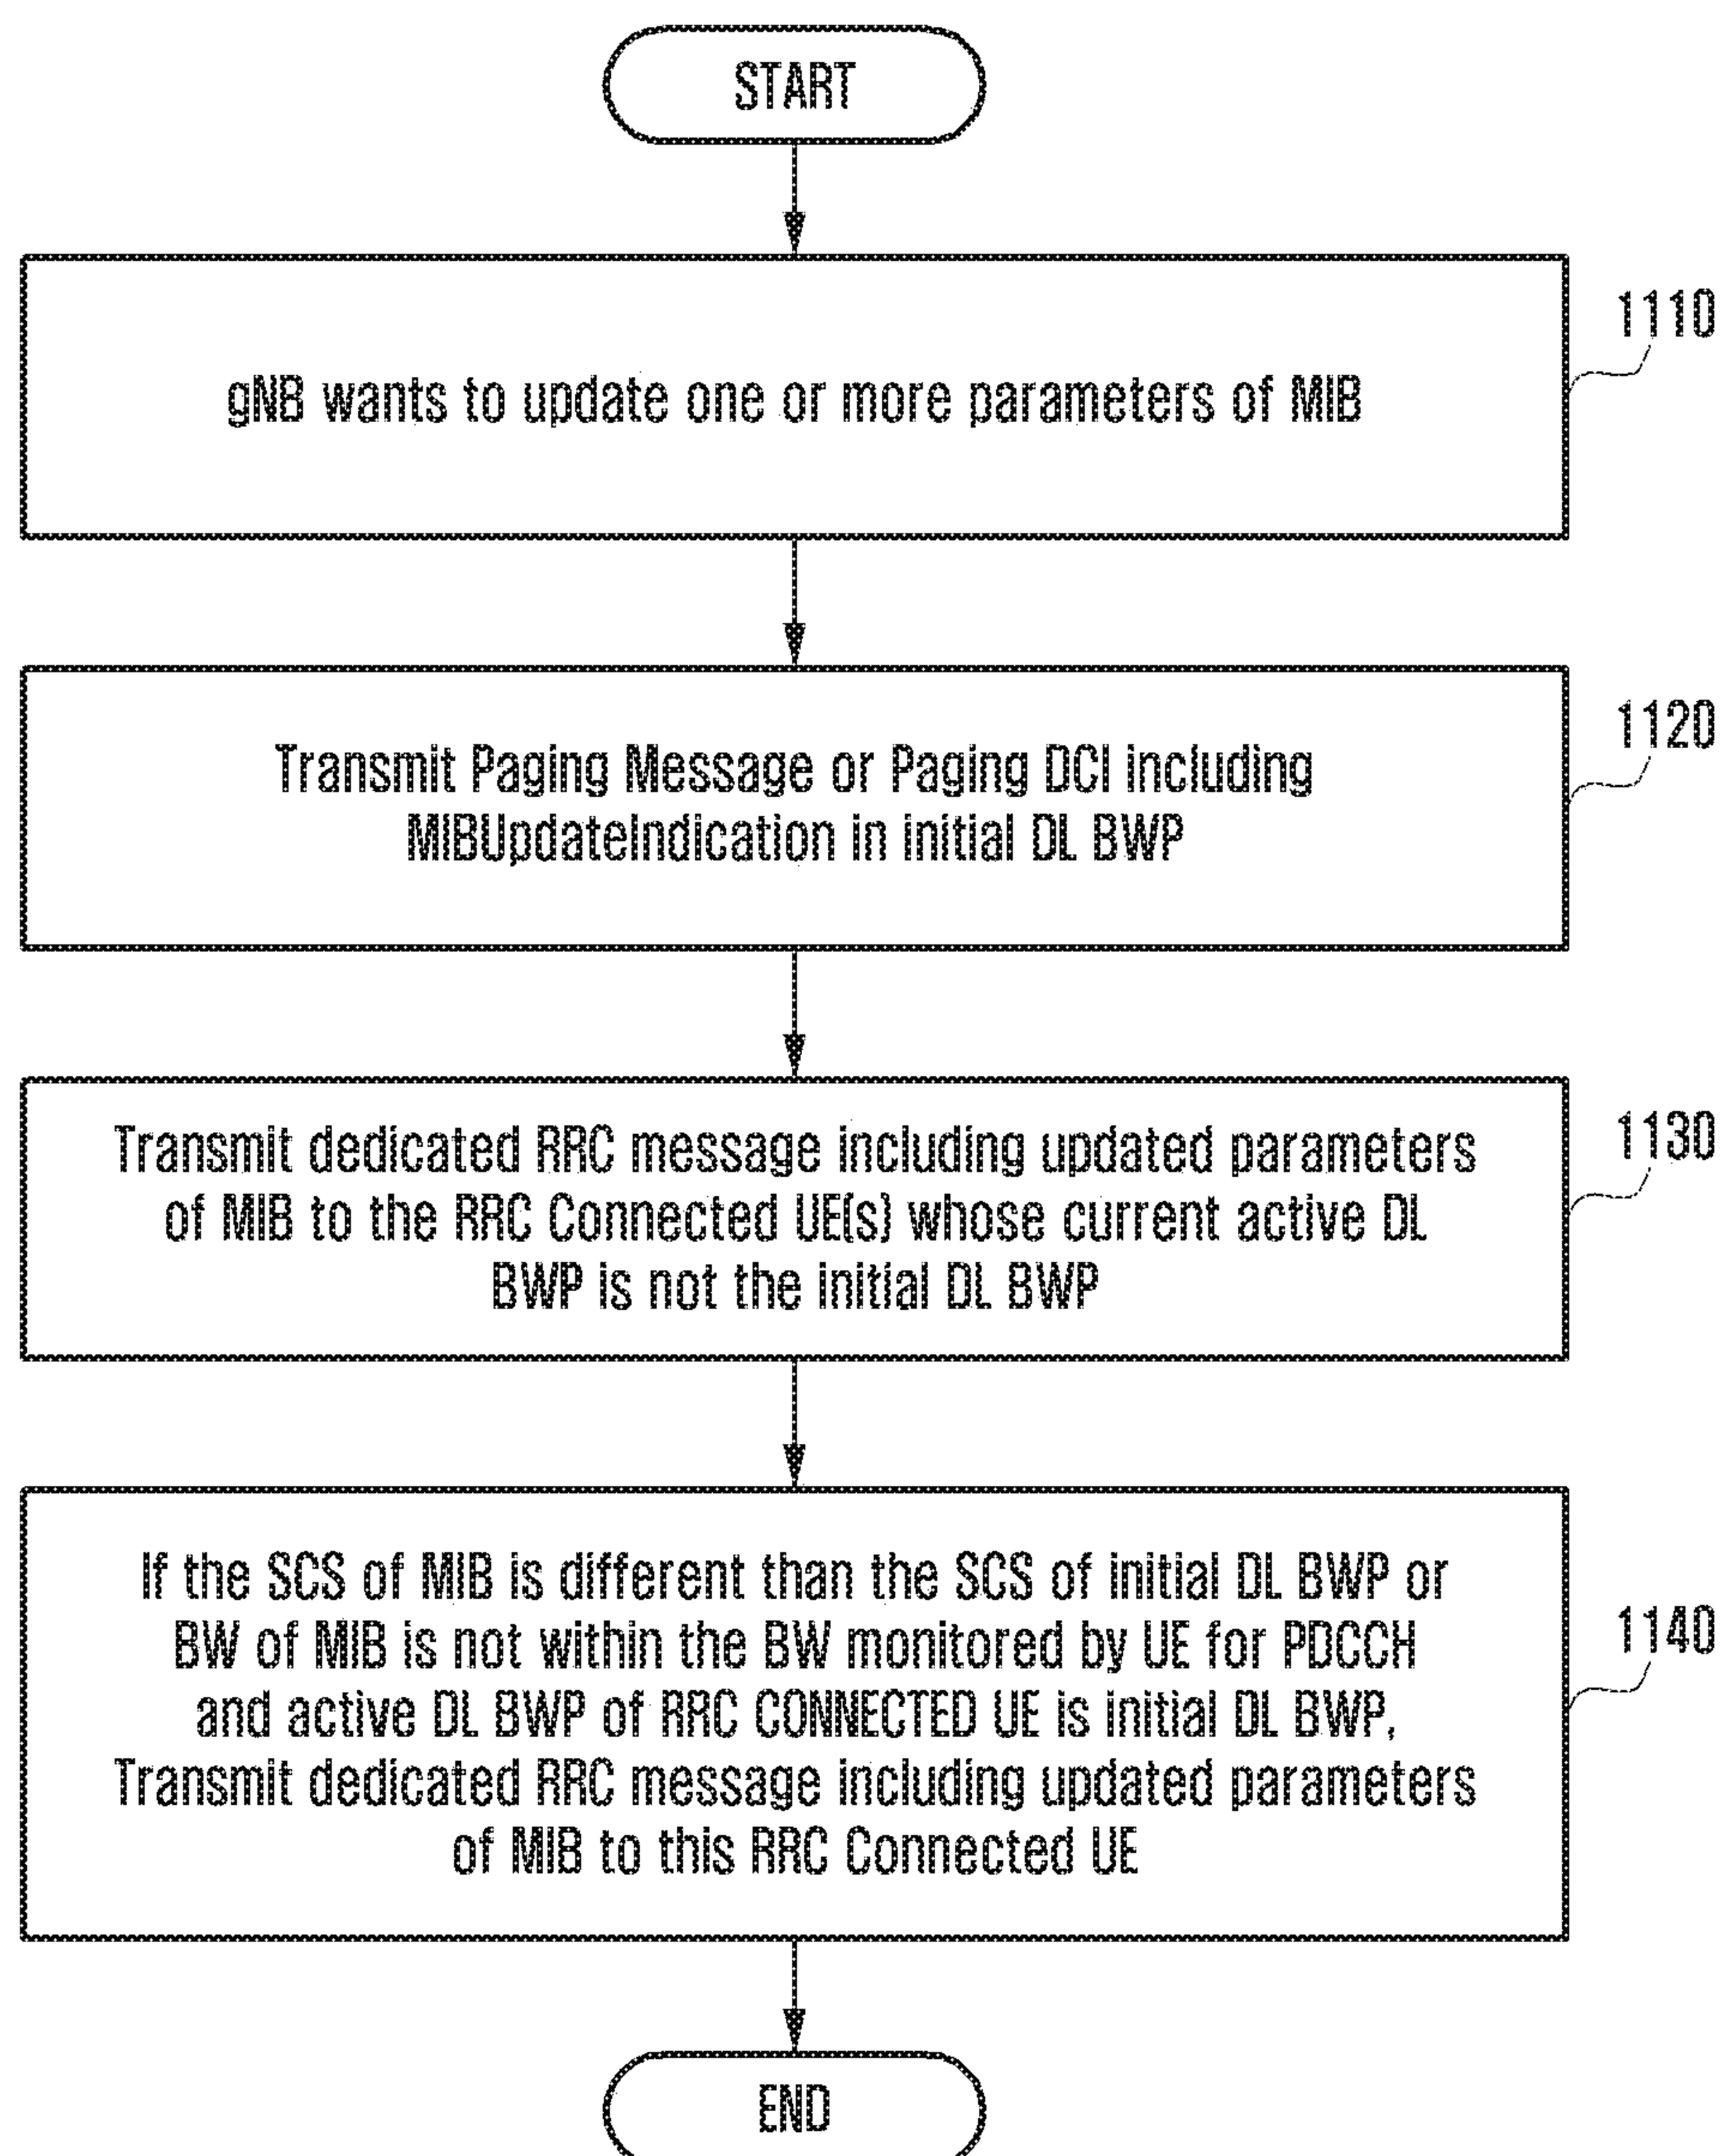 START
1110
gNB wants to update one or more parameters of MIB
1120
Transmit Paging Message or Paging DCI including
MIBUpdateIndication in initial DL BWP
1130
Transmit dedicated RRC message including updated parameters
of MIB to the RRC Connected UE(s) whose current active DL
BWP is not the initial DL BWP
If the SCS of MIB is different than the SCS of initial DL BWP or
BW of MIB is not within the BW monitored by UE for PDCCH
1140
and active DL BWP of RRC CONNECTED UE is initial DL BWP,
Transmit dedicated RRC message including updated parameters
of MIB to this RRC Connected UE
END